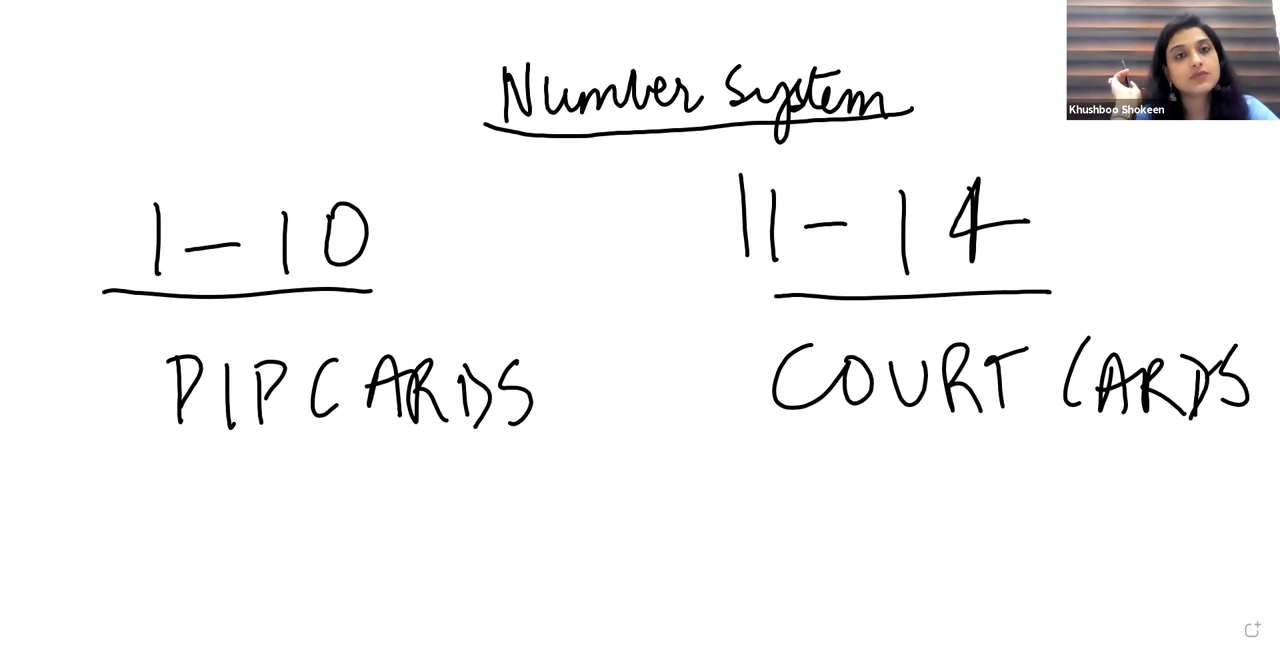 Number System
Khushboo Shokeen
1-10
11-14
PIP CARDS
COURT CARDS